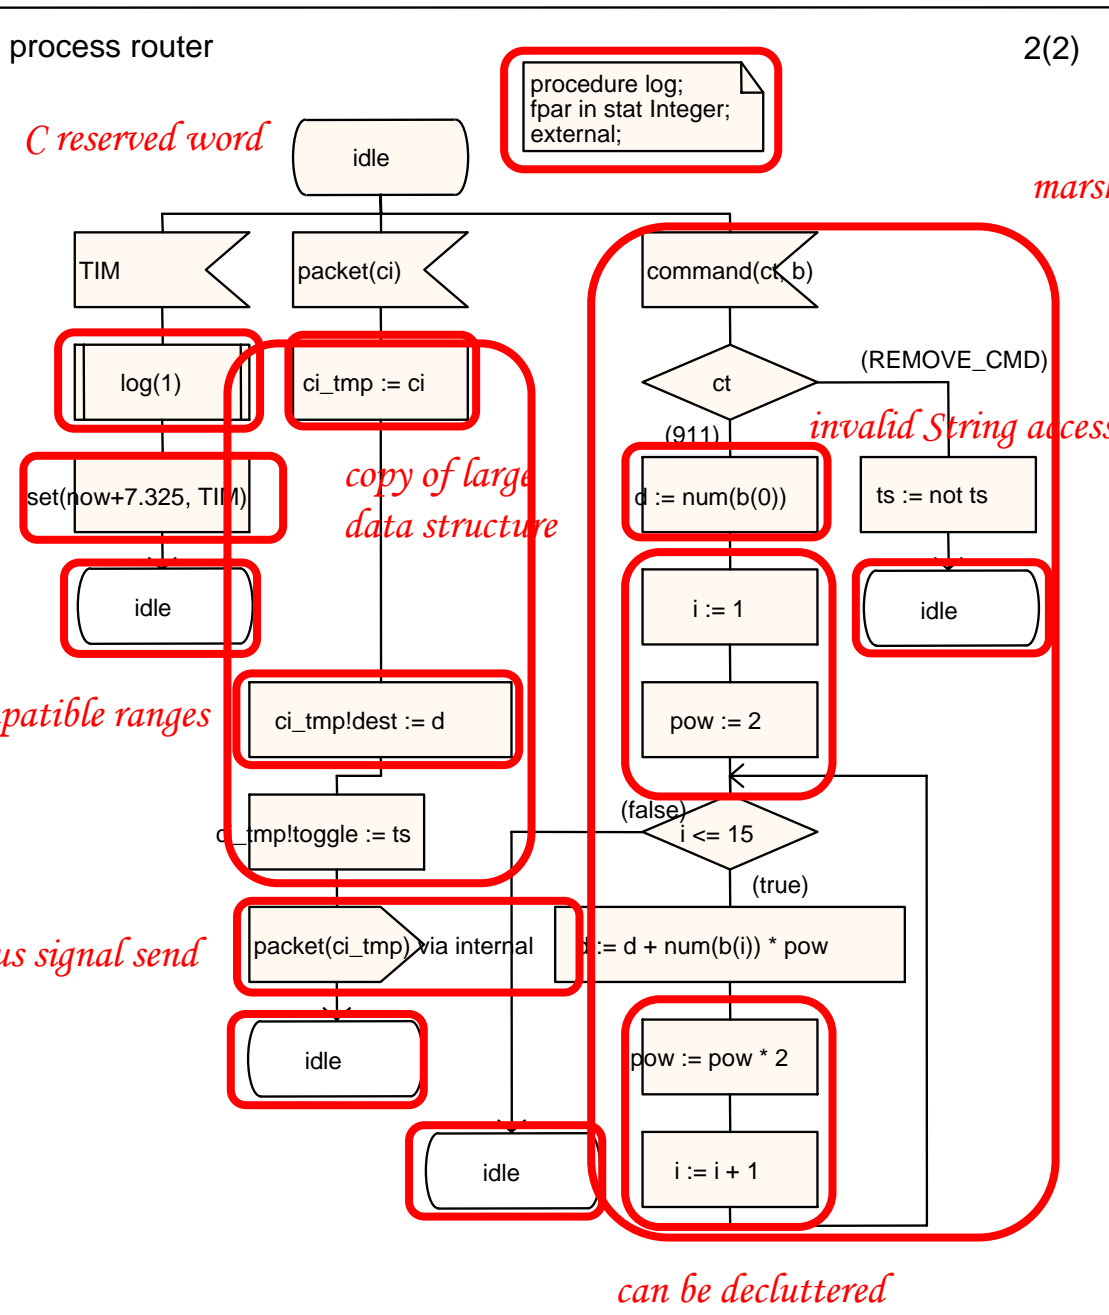 process router
2(2)
procedure log;
fpar in stat Integer;
external;
C reserved word
idle
TIM
packet(ci)
command(ct, b)
log(1)
ci_tmp := ci
ct
(REMOVE_CMD)
(911)
invalid String access
copy of large
data structure
set(now+7.325, TIM)
d := num(b(0))
ts := not ts
idle
i := 1
idle
patible ranges
ci_tmp!dest := d
pow := 2
(false)
ci_tmp!toggle := ts
i <= 15
(true)
us signal send
packet(ci_tmp) via internal
d := d + num(b(i)) * pow
idle
pow := pow * 2
idle
i := i + 1
can be decluttered